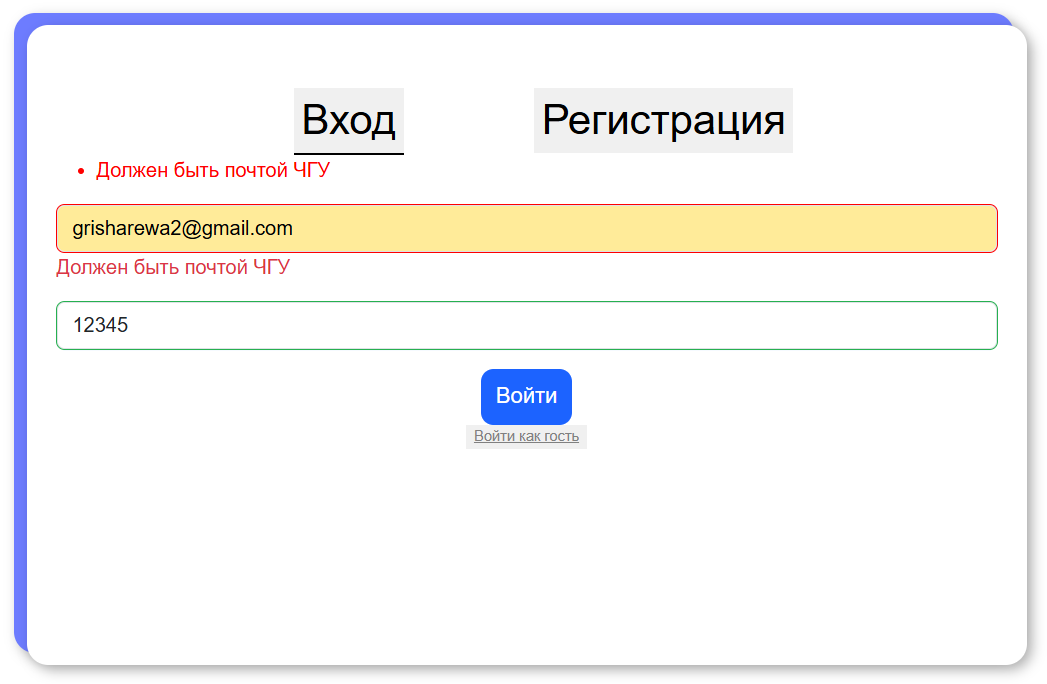 Вход Регистрация
Должен быть почтой ЧГУ
grisharewa2@gmail.com
Должен быть почтой ЧГУ
12345
Войти
Войти как гость